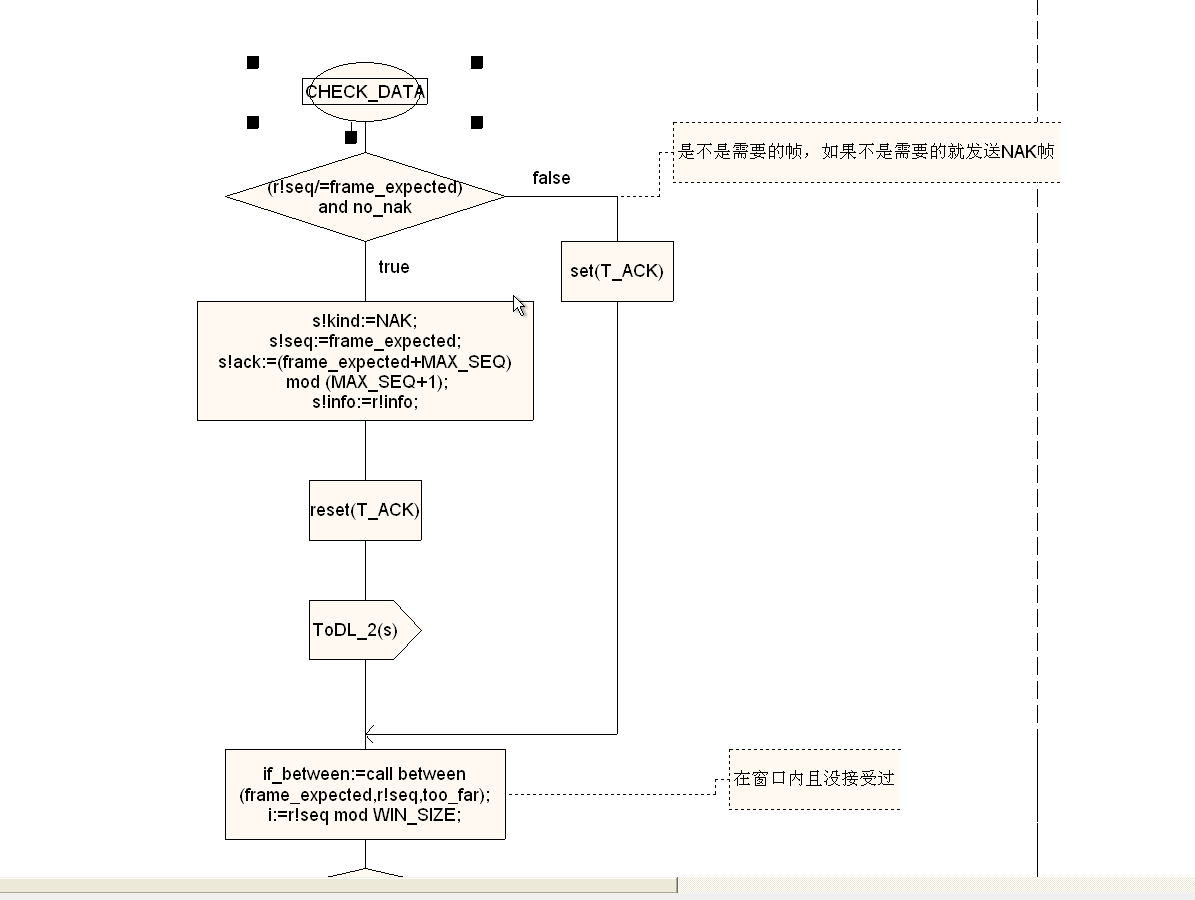 CHECK_DATA
是不是需要的帧，如果不是需要的就发送NAK帧
(r!seq/=frame_expected)
and no_nak
false
true
set(T_ACK)
s!kind:=NAK;
s!seq:=frame_expected;
s!ack:=(frame_expected+MAX_SEQ)
mod (MAX_SEQ+1);
s!info:=r!info;
reset(T_ACK)
ToDL_2(s)
if_between:=call between
(frame_expected,r!seq,too_far);
i:=r!seq mod WIN_SIZE;
在窗口内且没接受过